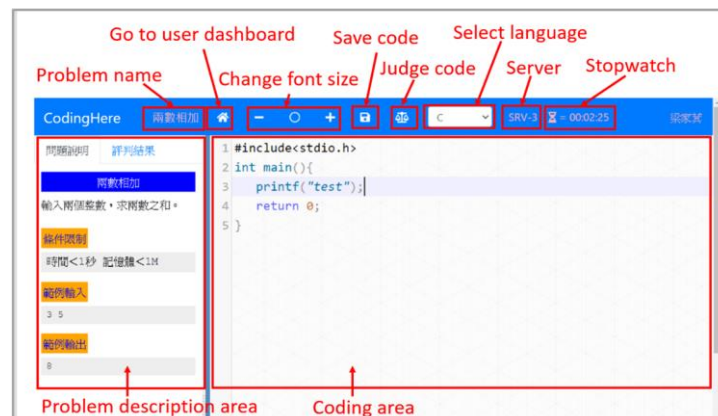 Go to user dashboard
Save code
Select language
Problem name
Change font size
Judge code
Server
Stopwatch
CodingHere 兩數相加 − ○ + C SRV-3 = 00:02:25
問題說明 評判結果
兩數相加
輸入兩個整數，求兩數之和。
條件限制
時間<1秒 記憶體<1M
範例輸入
3 5
範例輸出
8
1 #include<stdio.h>
2 int main(){
3 printf("test");
4 return 0;
5 }
Problem description area
Coding area